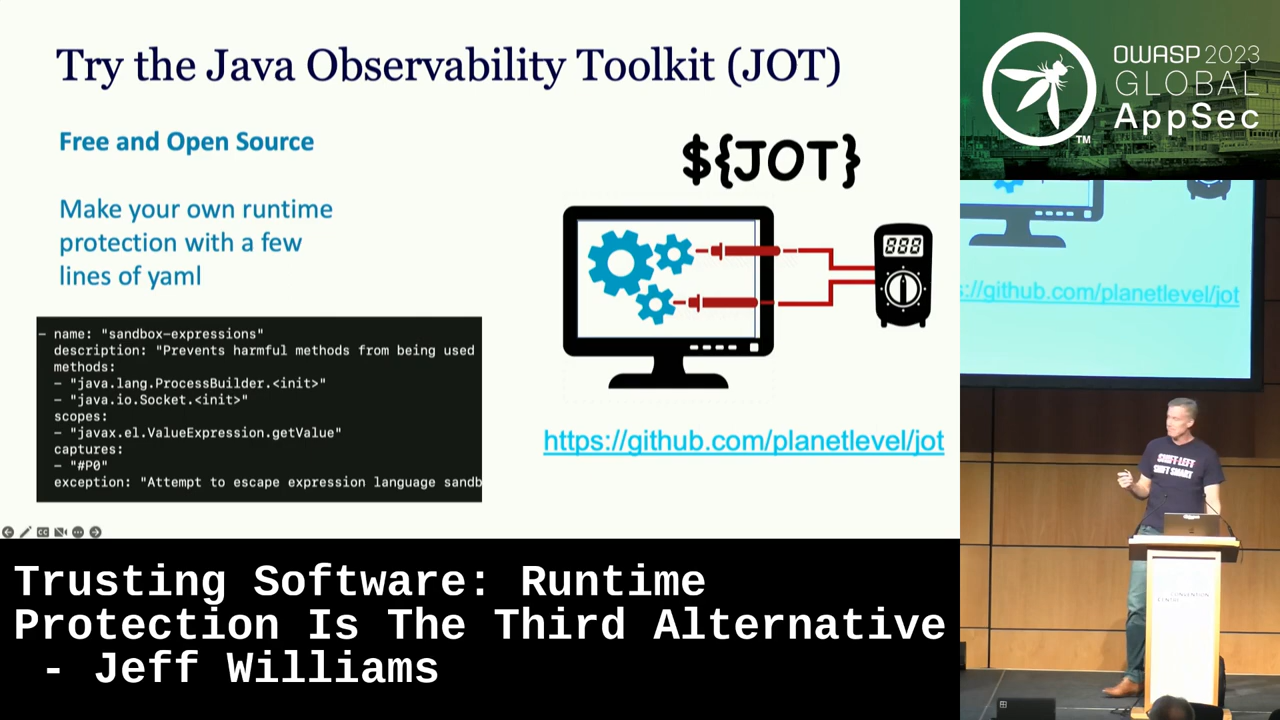 Try the Java Observability Toolkit (JOT)
Free and Open Source
Make your own runtime
protection with a few
lines of yaml
- name: "sandbox-expressions"
description: "Prevents harmful methods from being used
methods:
- "java.lang.ProcessBuilder.<init>"
- "java.io.Socket.<init>"
scopes:
- "javax.el.ValueExpression.getValue"
captures:
- "#P0"
exception: "Attempt to escape expression language sandb
${JOT}
888
https://github.com/planetlevel/jot
OWASP 2023
GLOBAL
AppSec
TM
s://github.com/planetlevel/jot
SHIFT LEFT
SHIFT SMART
CONVENTION
Trusting Software: Runtime
Protection Is The Third Alternative
- Jeff Williams